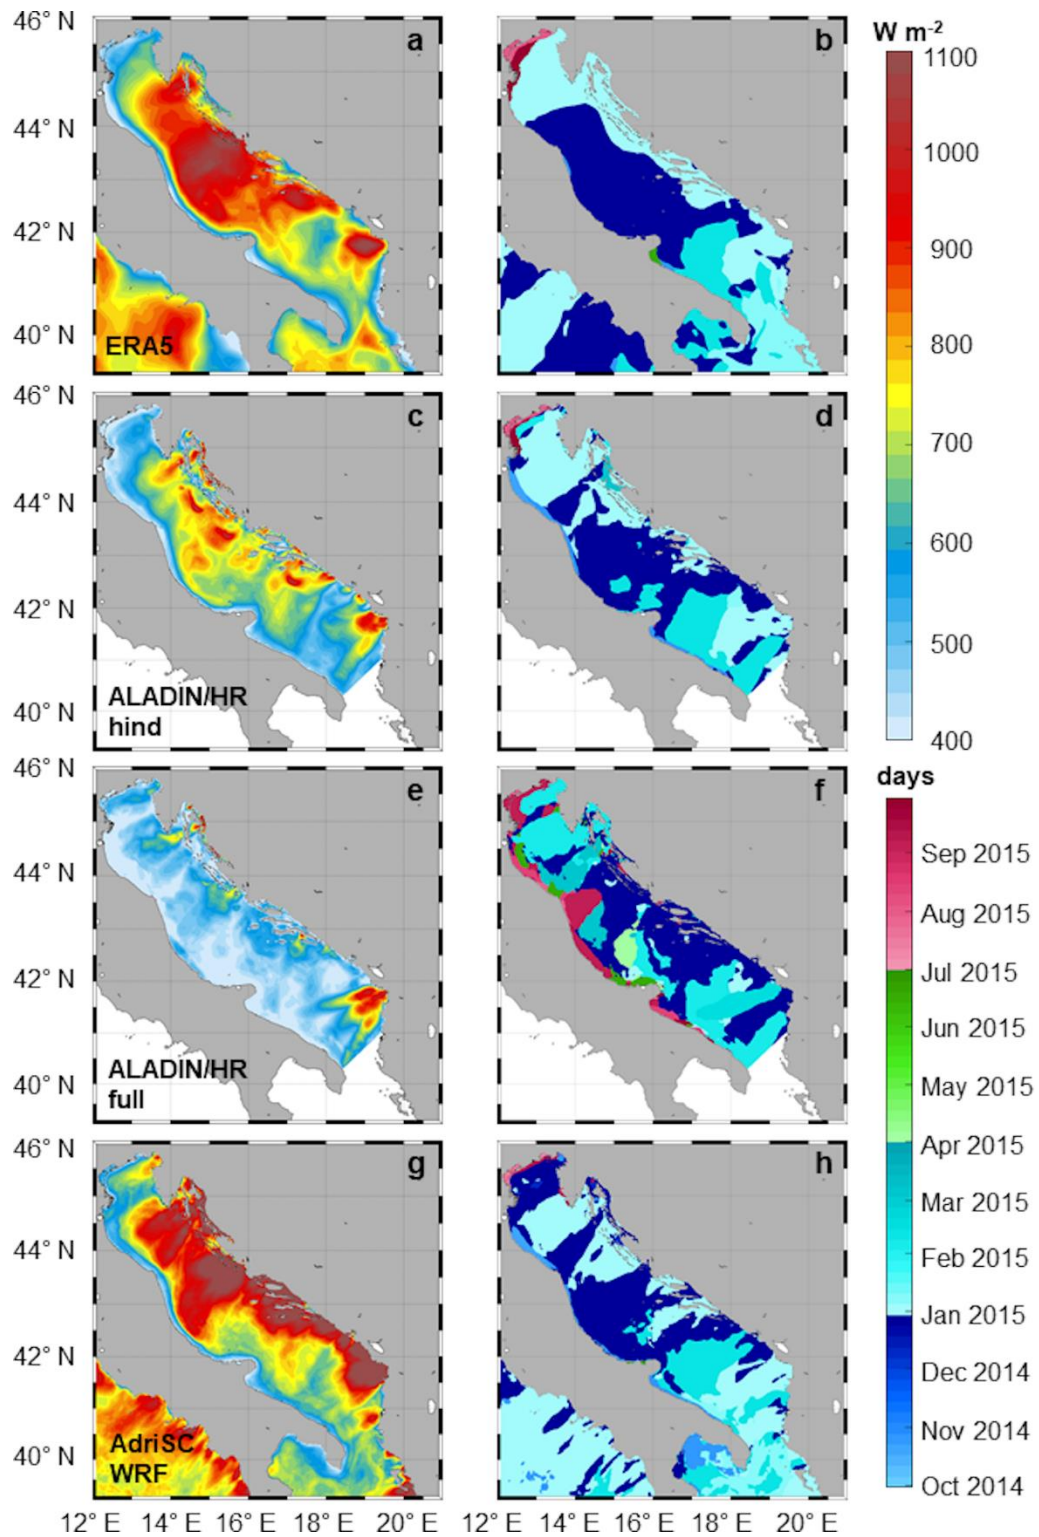 46° N
a
b
W m-2
1100
44° N
1000
42° N
900
40° N
ERA5
800
46° N
c
d
700
44° N
600
42° N
500
ALADIN/HR
hind
40° N
400
46° N
e
f
days
Sep 2015
44° N
Aug 2015
42° N
Jul 2015
Jun 2015
ALADIN/HR
full
40° N
May 2015
46° N
g
h
Apr 2015
Mar 2015
44° N
Feb 2015
Jan 2015
42° N
Dec 2014
AdriSC
WRF
40° N
Nov 2014
Oct 2014
12° E 14° E 16° E 18° E 20° E 12° E 14° E 16° E 18° E 20° E